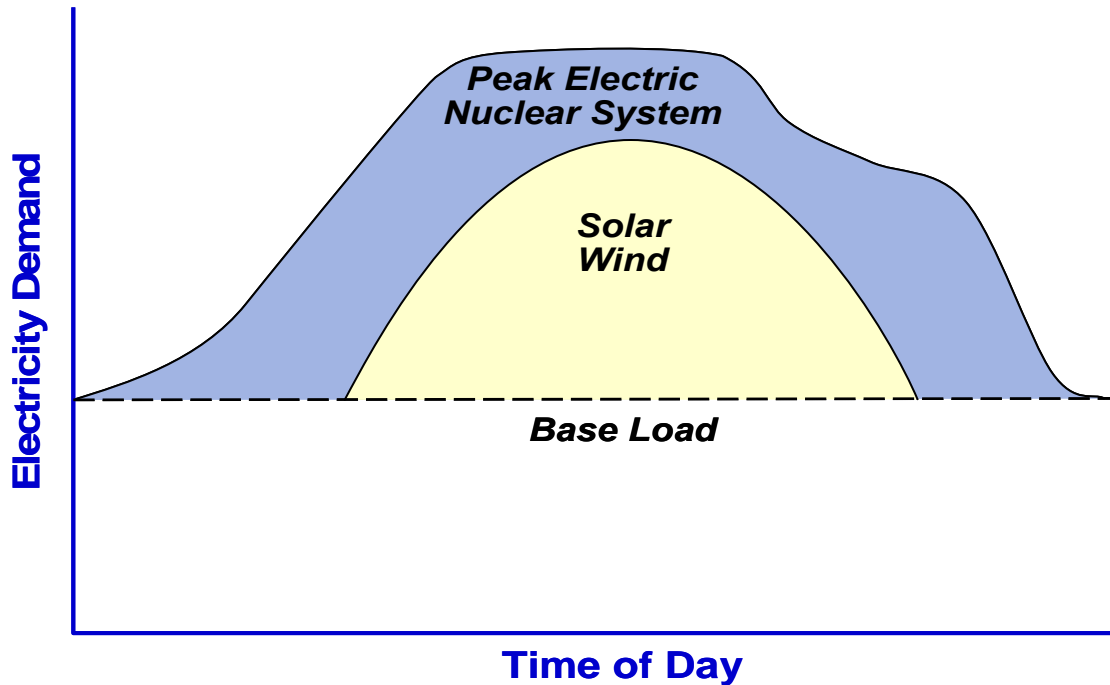 Peak Electric
Nuclear System
Solar
Wind
Base Load
Electricity Demand
Time of Day